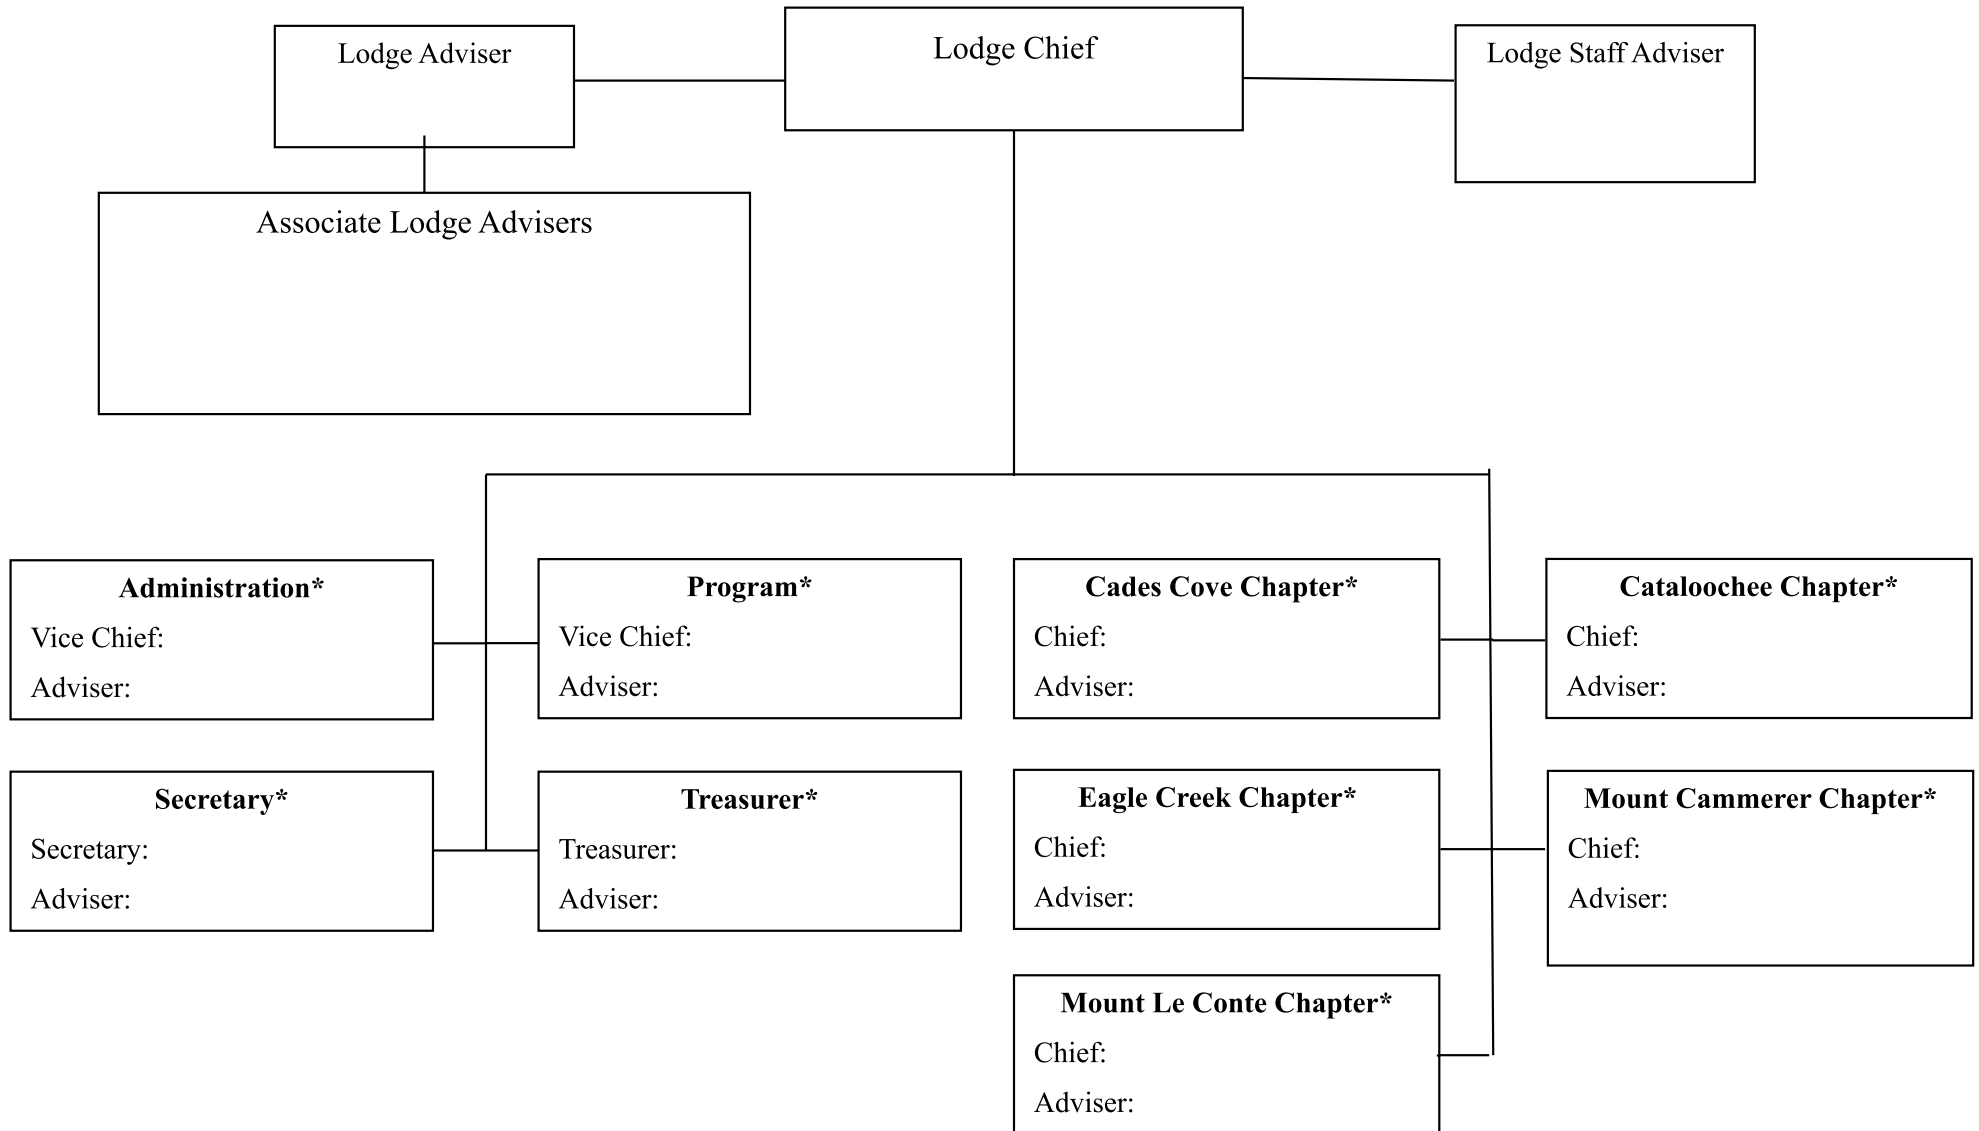 Lodge Adviser
Lodge Chief
Lodge Staff Adviser
Associate Lodge Advisers
Administration*
Vice Chief:
Adviser:
Program*
Vice Chief:
Adviser:
Cades Cove Chapter*
Chief:
Adviser:
Cataloochee Chapter*
Chief:
Adviser:
Secretary*
Secretary:
Adviser:
Treasurer*
Treasurer:
Adviser:
Eagle Creek Chapter*
Chief:
Adviser:
Mount Cammerer Chapter*
Chief:
Adviser:
Mount Le Conte Chapter*
Chief:
Adviser: